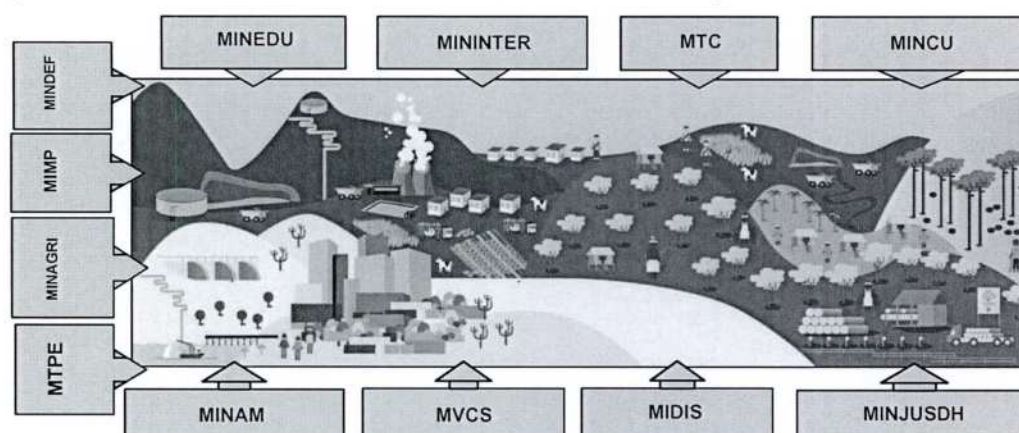 MINEDU
MININTER
MTC
MINCU
MINDEF
MIMP
MINAGRI
MTPE
MINAM
MVCS
MIDIS
MINJUSDH